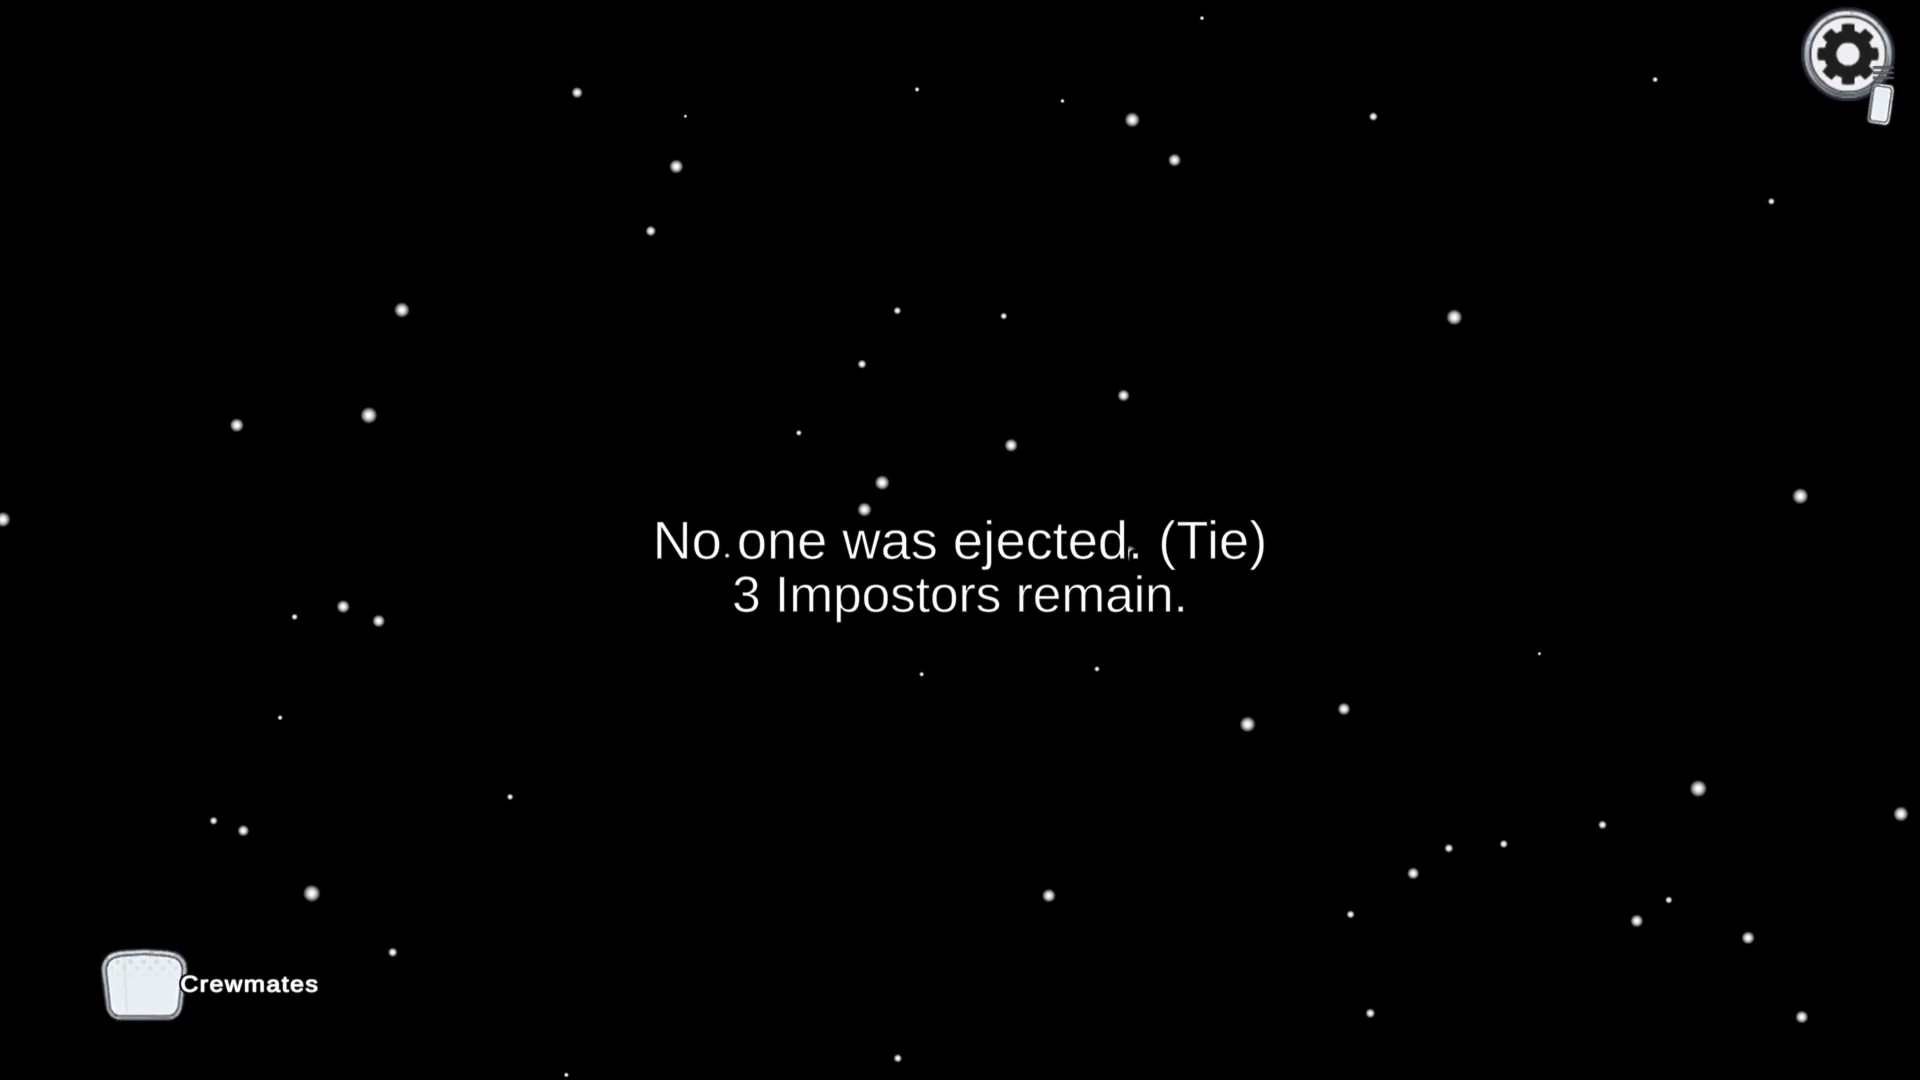 No one was ejected. (Tie)
3 Impostors remain.
Crewmates